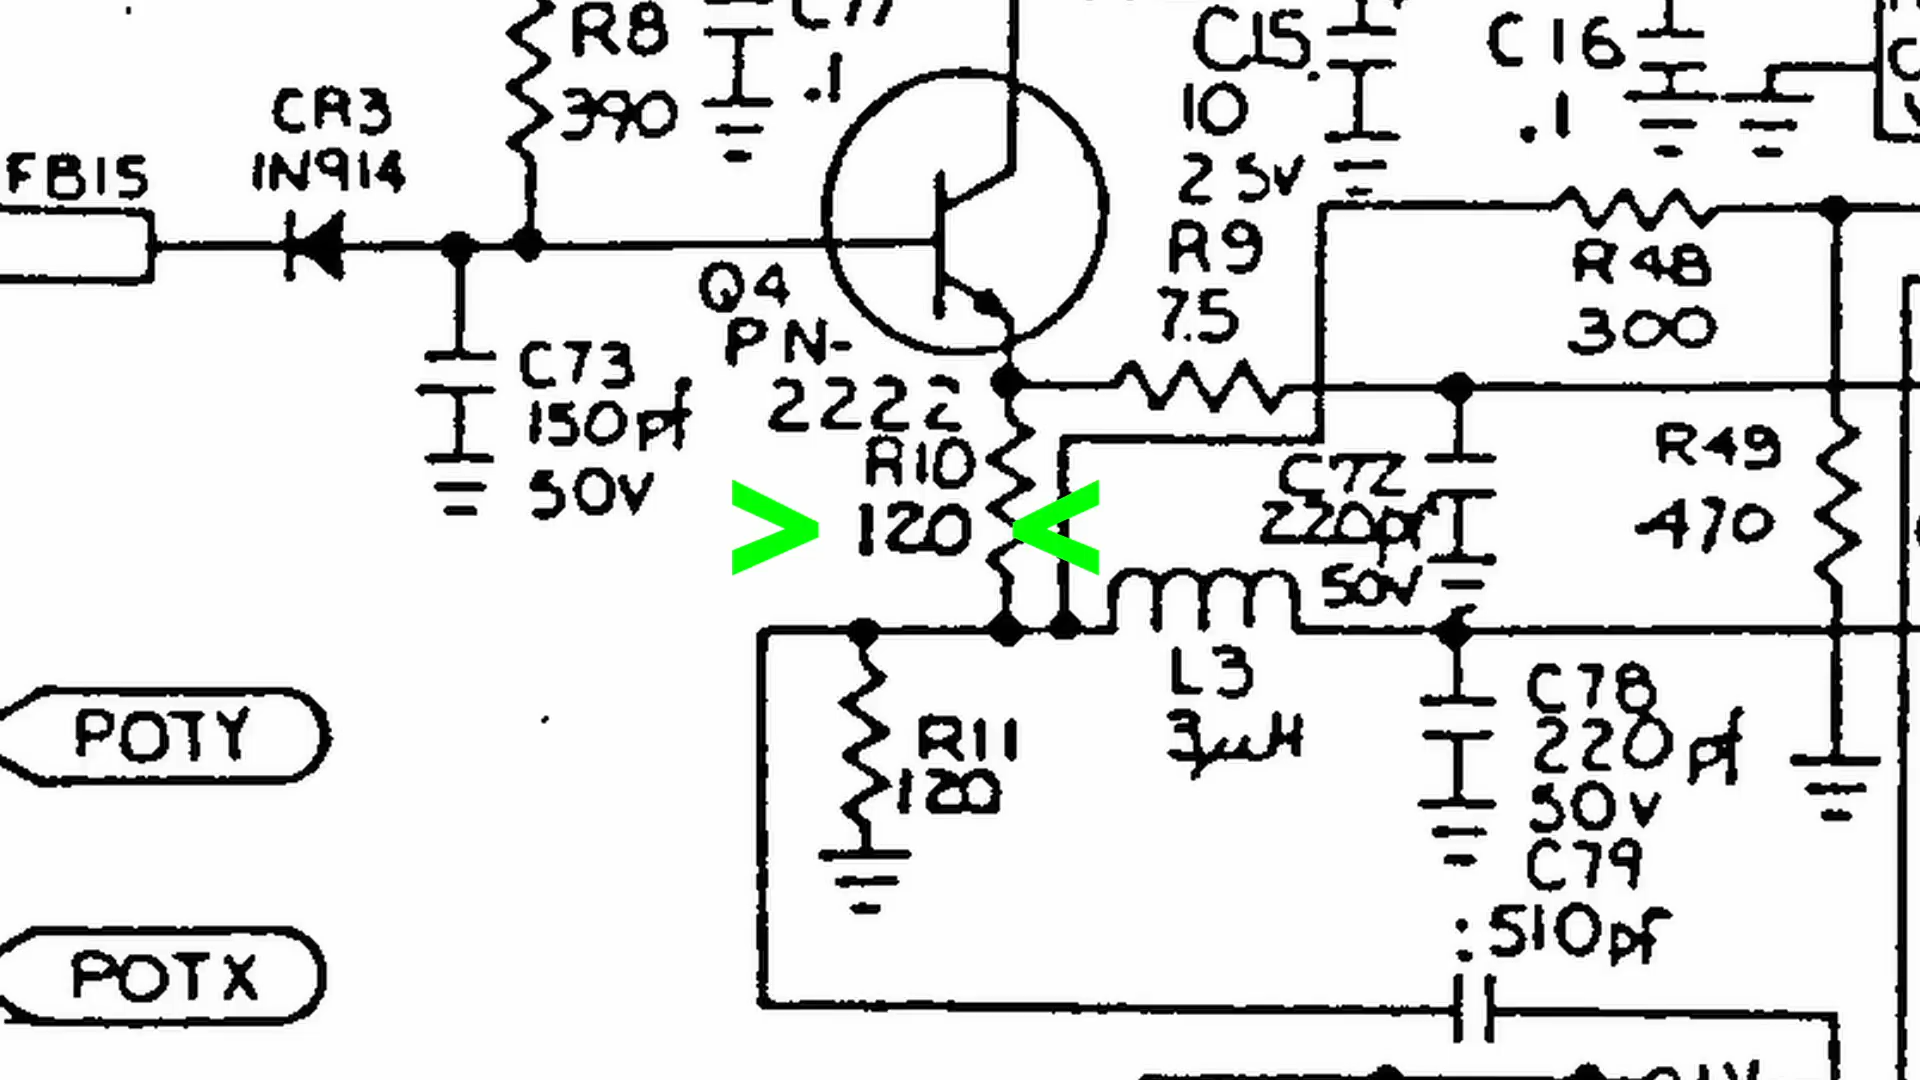 R8
390
.1
C15
10
25V
C16
.1
CR3
1N914
FB15
Q4
PN-
2222
R9
7.5
R48
300
C73
150pf
50V
R10
> 120 <
C72
220pf
50V
R49
470
L3
3µH
R11
120
C78
220pf
50V
C79
510pf
POTY
POTX